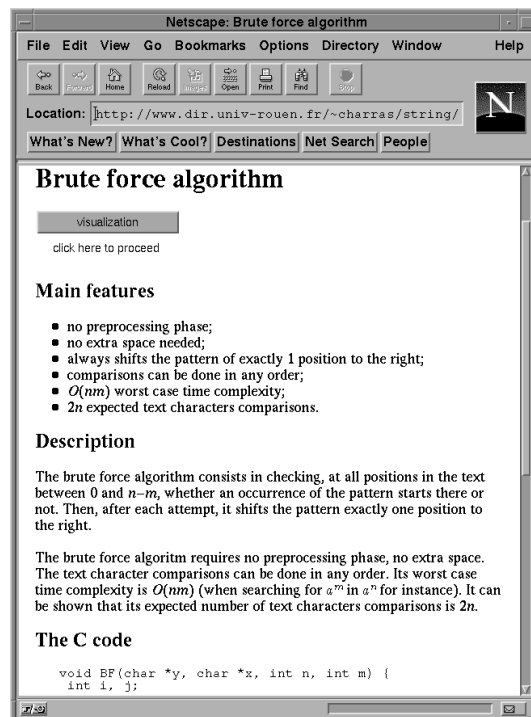 Netscape: Brute force algorithm
File Edit View Go Bookmarks Options Directory Window Help
Back Forward Home Reload Images Open Print Find Stop
Location: http://www.dir.univ-rouen.fr/~charras/string/
N
What's New? What's Cool? Destinations Net Search People
Brute force algorithm
visualization
click here to proceed
Main features
no preprocessing phase;
no extra space needed;
always shifts the pattern of exactly 1 position to the right;
comparisons can be done in any order;
O(nm) worst case time complexity;
2n expected text characters comparisons.
Description
The brute force algorithm consists in checking, at all positions in the text
between 0 and n–m, whether an occurrence of the pattern starts there or
not. Then, after each attempt, it shifts the pattern exactly one position to
the right.
The brute force algoritm requires no preprocessing phase, no extra space.
The text character comparisons can be done in any order. Its worst case
time complexity is O(nm) (when searching for a^m in a^n for instance). It can
be shown that its expected number of text characters comparisons is 2n.
The C code
void BF(char *y, char *x, int n, int m) {
int i, j;